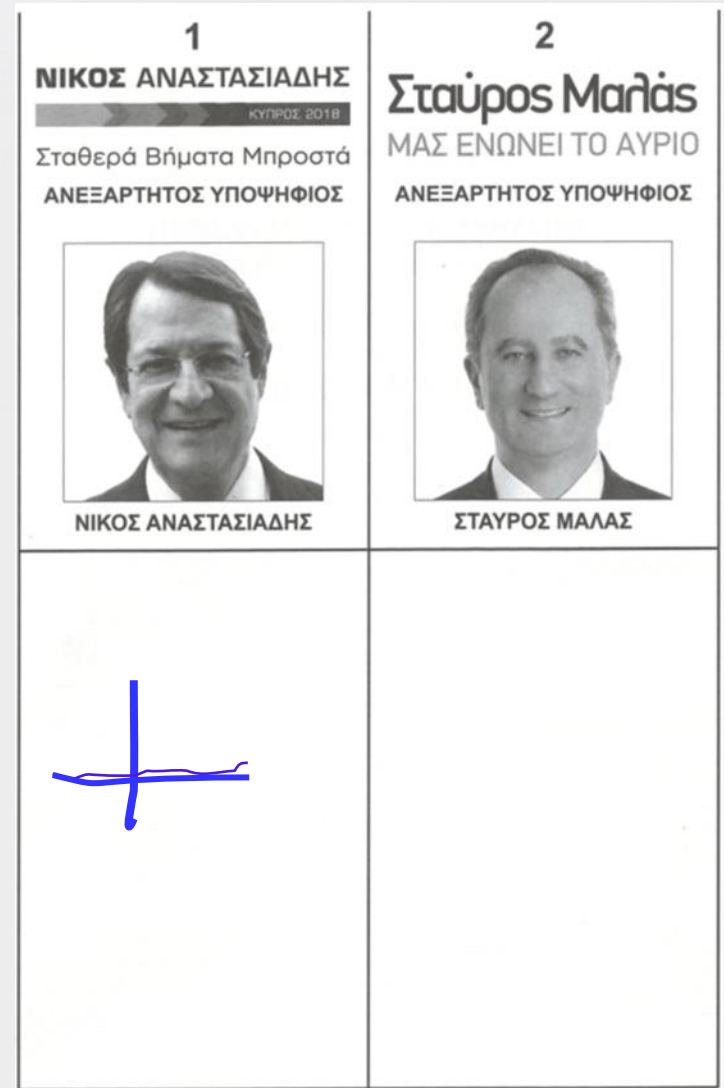 1
ΝΙΚΟΣ ΑΝΑΣΤΑΣΙΑΔΗΣ
ΚΥΠΡΟΣ 2018
Σταθερά Βήματα Μπροστά
ΑΝΕΞΑΡΤΗΤΟΣ ΥΠΟΨΗΦΙΟΣ
ΝΙΚΟΣ ΑΝΑΣΤΑΣΙΑΔΗΣ
2
Σταύρος Μαλάς
ΜΑΣ ΕΝΩΝΕΙ ΤΟ ΑΥΡΙΟ
ΑΝΕΞΑΡΤΗΤΟΣ ΥΠΟΨΗΦΙΟΣ
ΣΤΑΥΡΟΣ ΜΑΛΑΣ